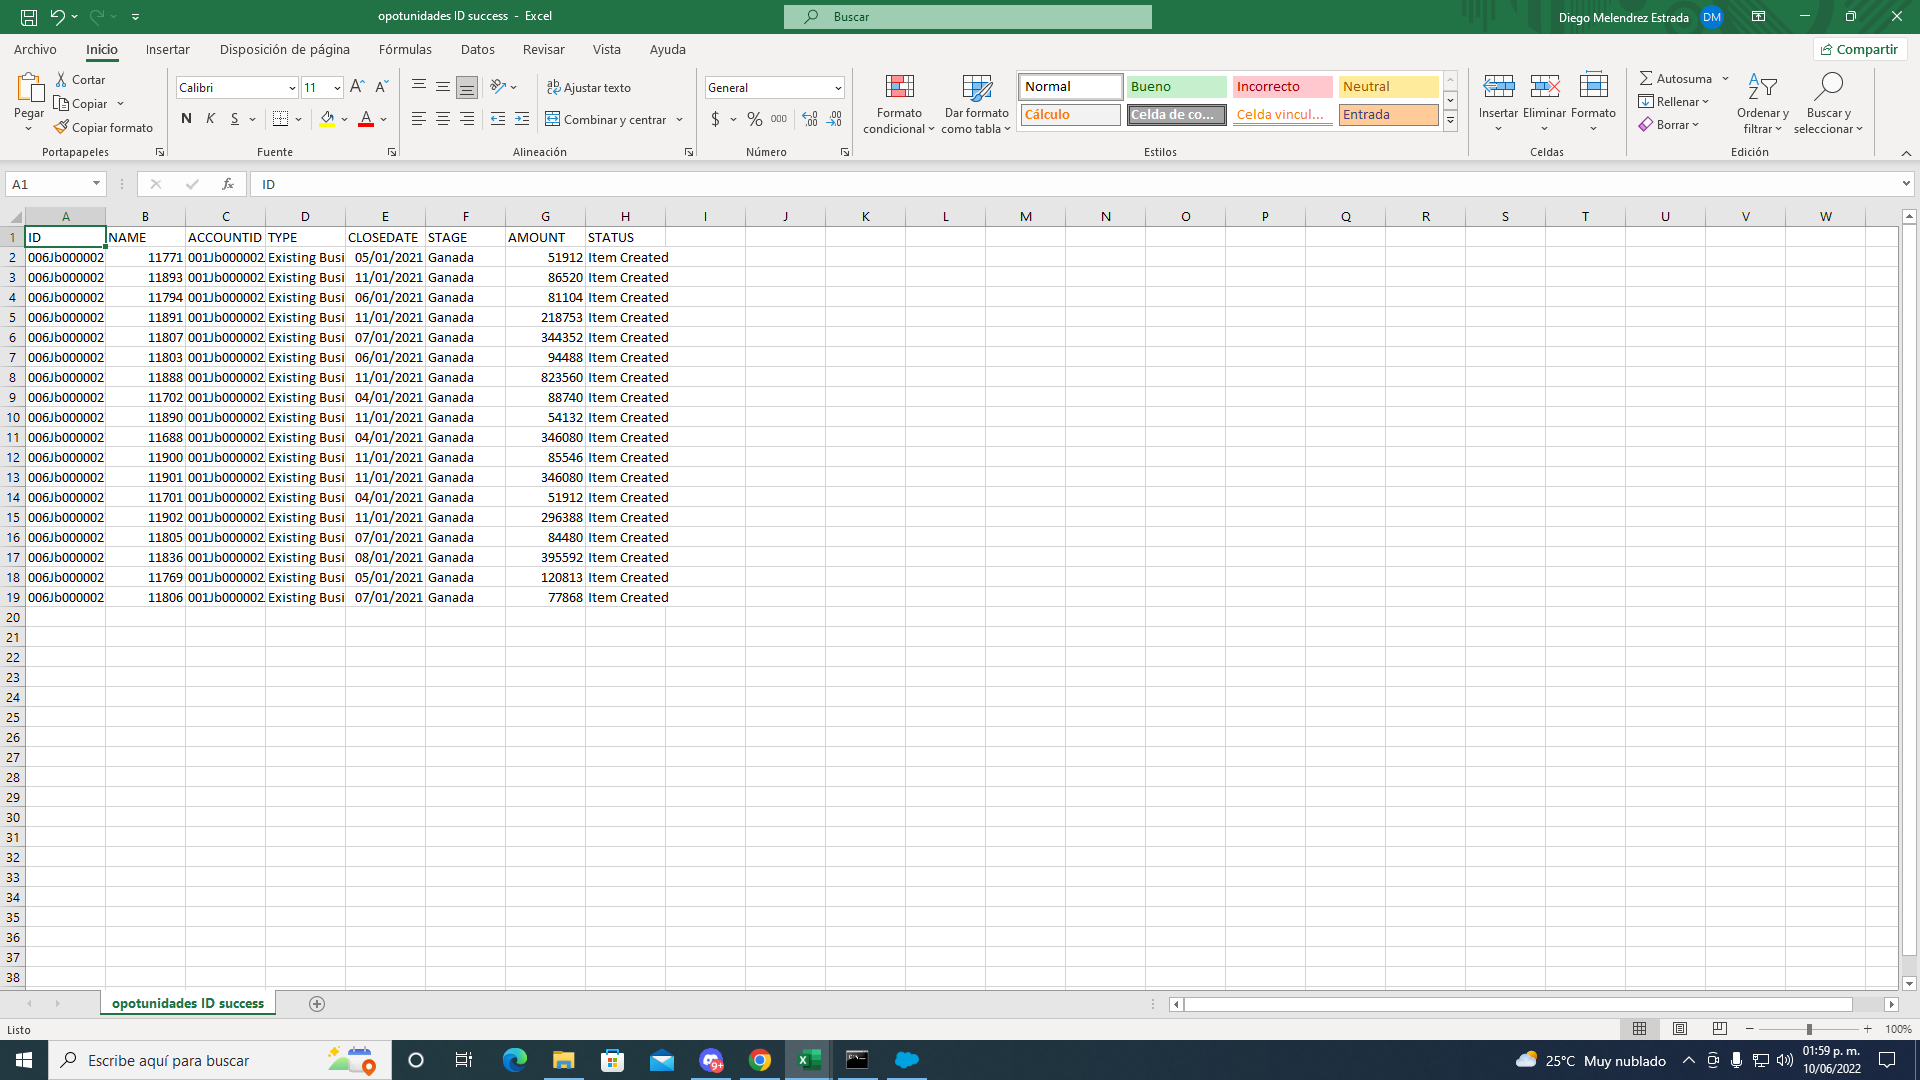 opotunidades ID success - Excel
Buscar
Diego Melendrez Estrada DM
Archivo Inicio Insertar Disposición de página Fórmulas Datos Revisar Vista Ayuda Compartir
Pegar Cortar Copiar Copiar formato Portapapeles
Calibri 11 A A N K S A Fuente
ab Ajustar texto Combinar y centrar Alineación
General $ % 000 Número
Formato condicional Dar formato como tabla
Normal Bueno Incorrecto Neutral
Cálculo Celda de co... Celda vincul... Entrada
Estilos
Insertar Eliminar Formato Celdas
Autosuma Rellenar Borrar Ordenar y filtrar Buscar y seleccionar Edición
A1 fx ID
A B C D E F G H I J K L M N O P Q R S T U V W
1 ID NAME ACCOUNTID TYPE CLOSEDATE STAGE AMOUNT STATUS
2 006Jb000002 11771 001Jb000002 Existing Busi 05/01/2021 Ganada 51912 Item Created
3 006Jb000002 11893 001Jb000002 Existing Busi 11/01/2021 Ganada 86520 Item Created
4 006Jb000002 11794 001Jb000002 Existing Busi 06/01/2021 Ganada 81104 Item Created
5 006Jb000002 11891 001Jb000002 Existing Busi 11/01/2021 Ganada 218753 Item Created
6 006Jb000002 11807 001Jb000002 Existing Busi 07/01/2021 Ganada 344352 Item Created
7 006Jb000002 11803 001Jb000002 Existing Busi 06/01/2021 Ganada 94488 Item Created
8 006Jb000002 11888 001Jb000002 Existing Busi 11/01/2021 Ganada 823560 Item Created
9 006Jb000002 11702 001Jb000002 Existing Busi 04/01/2021 Ganada 88740 Item Created
10 006Jb000002 11890 001Jb000002 Existing Busi 11/01/2021 Ganada 54132 Item Created
11 006Jb000002 11688 001Jb000002 Existing Busi 04/01/2021 Ganada 346080 Item Created
12 006Jb000002 11900 001Jb000002 Existing Busi 11/01/2021 Ganada 85546 Item Created
13 006Jb000002 11901 001Jb000002 Existing Busi 11/01/2021 Ganada 346080 Item Created
14 006Jb000002 11701 001Jb000002 Existing Busi 04/01/2021 Ganada 51912 Item Created
15 006Jb000002 11902 001Jb000002 Existing Busi 11/01/2021 Ganada 296388 Item Created
16 006Jb000002 11805 001Jb000002 Existing Busi 07/01/2021 Ganada 84480 Item Created
17 006Jb000002 11836 001Jb000002 Existing Busi 08/01/2021 Ganada 395592 Item Created
18 006Jb000002 11769 001Jb000002 Existing Busi 05/01/2021 Ganada 120813 Item Created
19 006Jb000002 11806 001Jb000002 Existing Busi 07/01/2021 Ganada 77868 Item Created
20
21
22
23
24
25
26
27
28
29
30
31
32
33
34
35
36
37
38
opotunidades ID success
Listo 100%
Escribe aquí para buscar 9+ 25°C Muy nublado 01:59 p. m.
10/06/2022